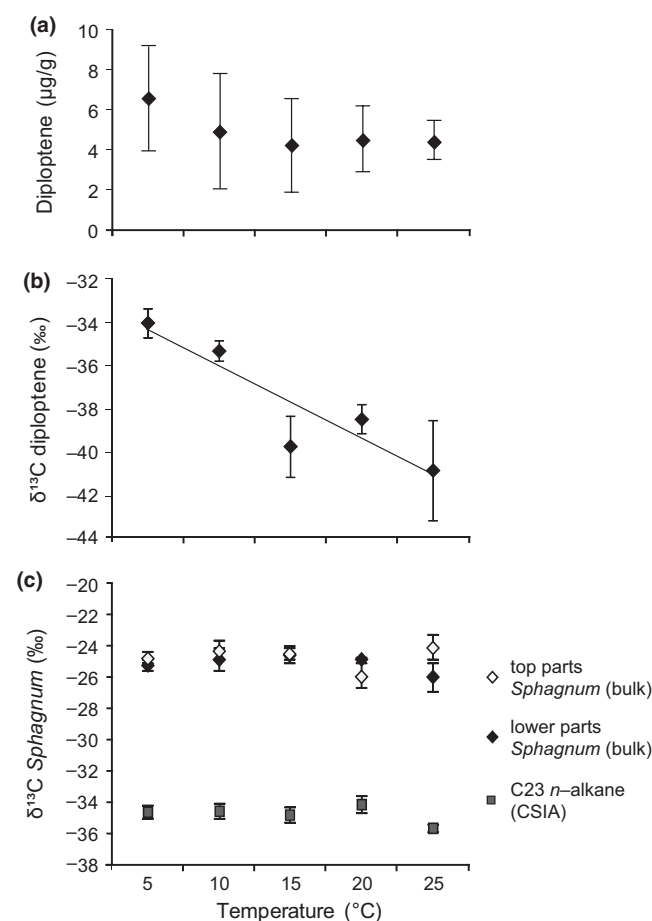 (a)
Diploptene (µg/g)
10
8
6
4
2
0
(b)
δ¹³C diploptene (‰)
−32
−34
−36
−38
−40
−42
−44
(c)
δ¹³C Sphagnum (‰)
−20
−22
−24
−26
−28
−30
−32
−34
−36
−38
5 10 15 20 25
Temperature (°C)
top parts
Sphagnum (bulk)
lower parts
Sphagnum (bulk)
C23 n–alkane
(CSIA)